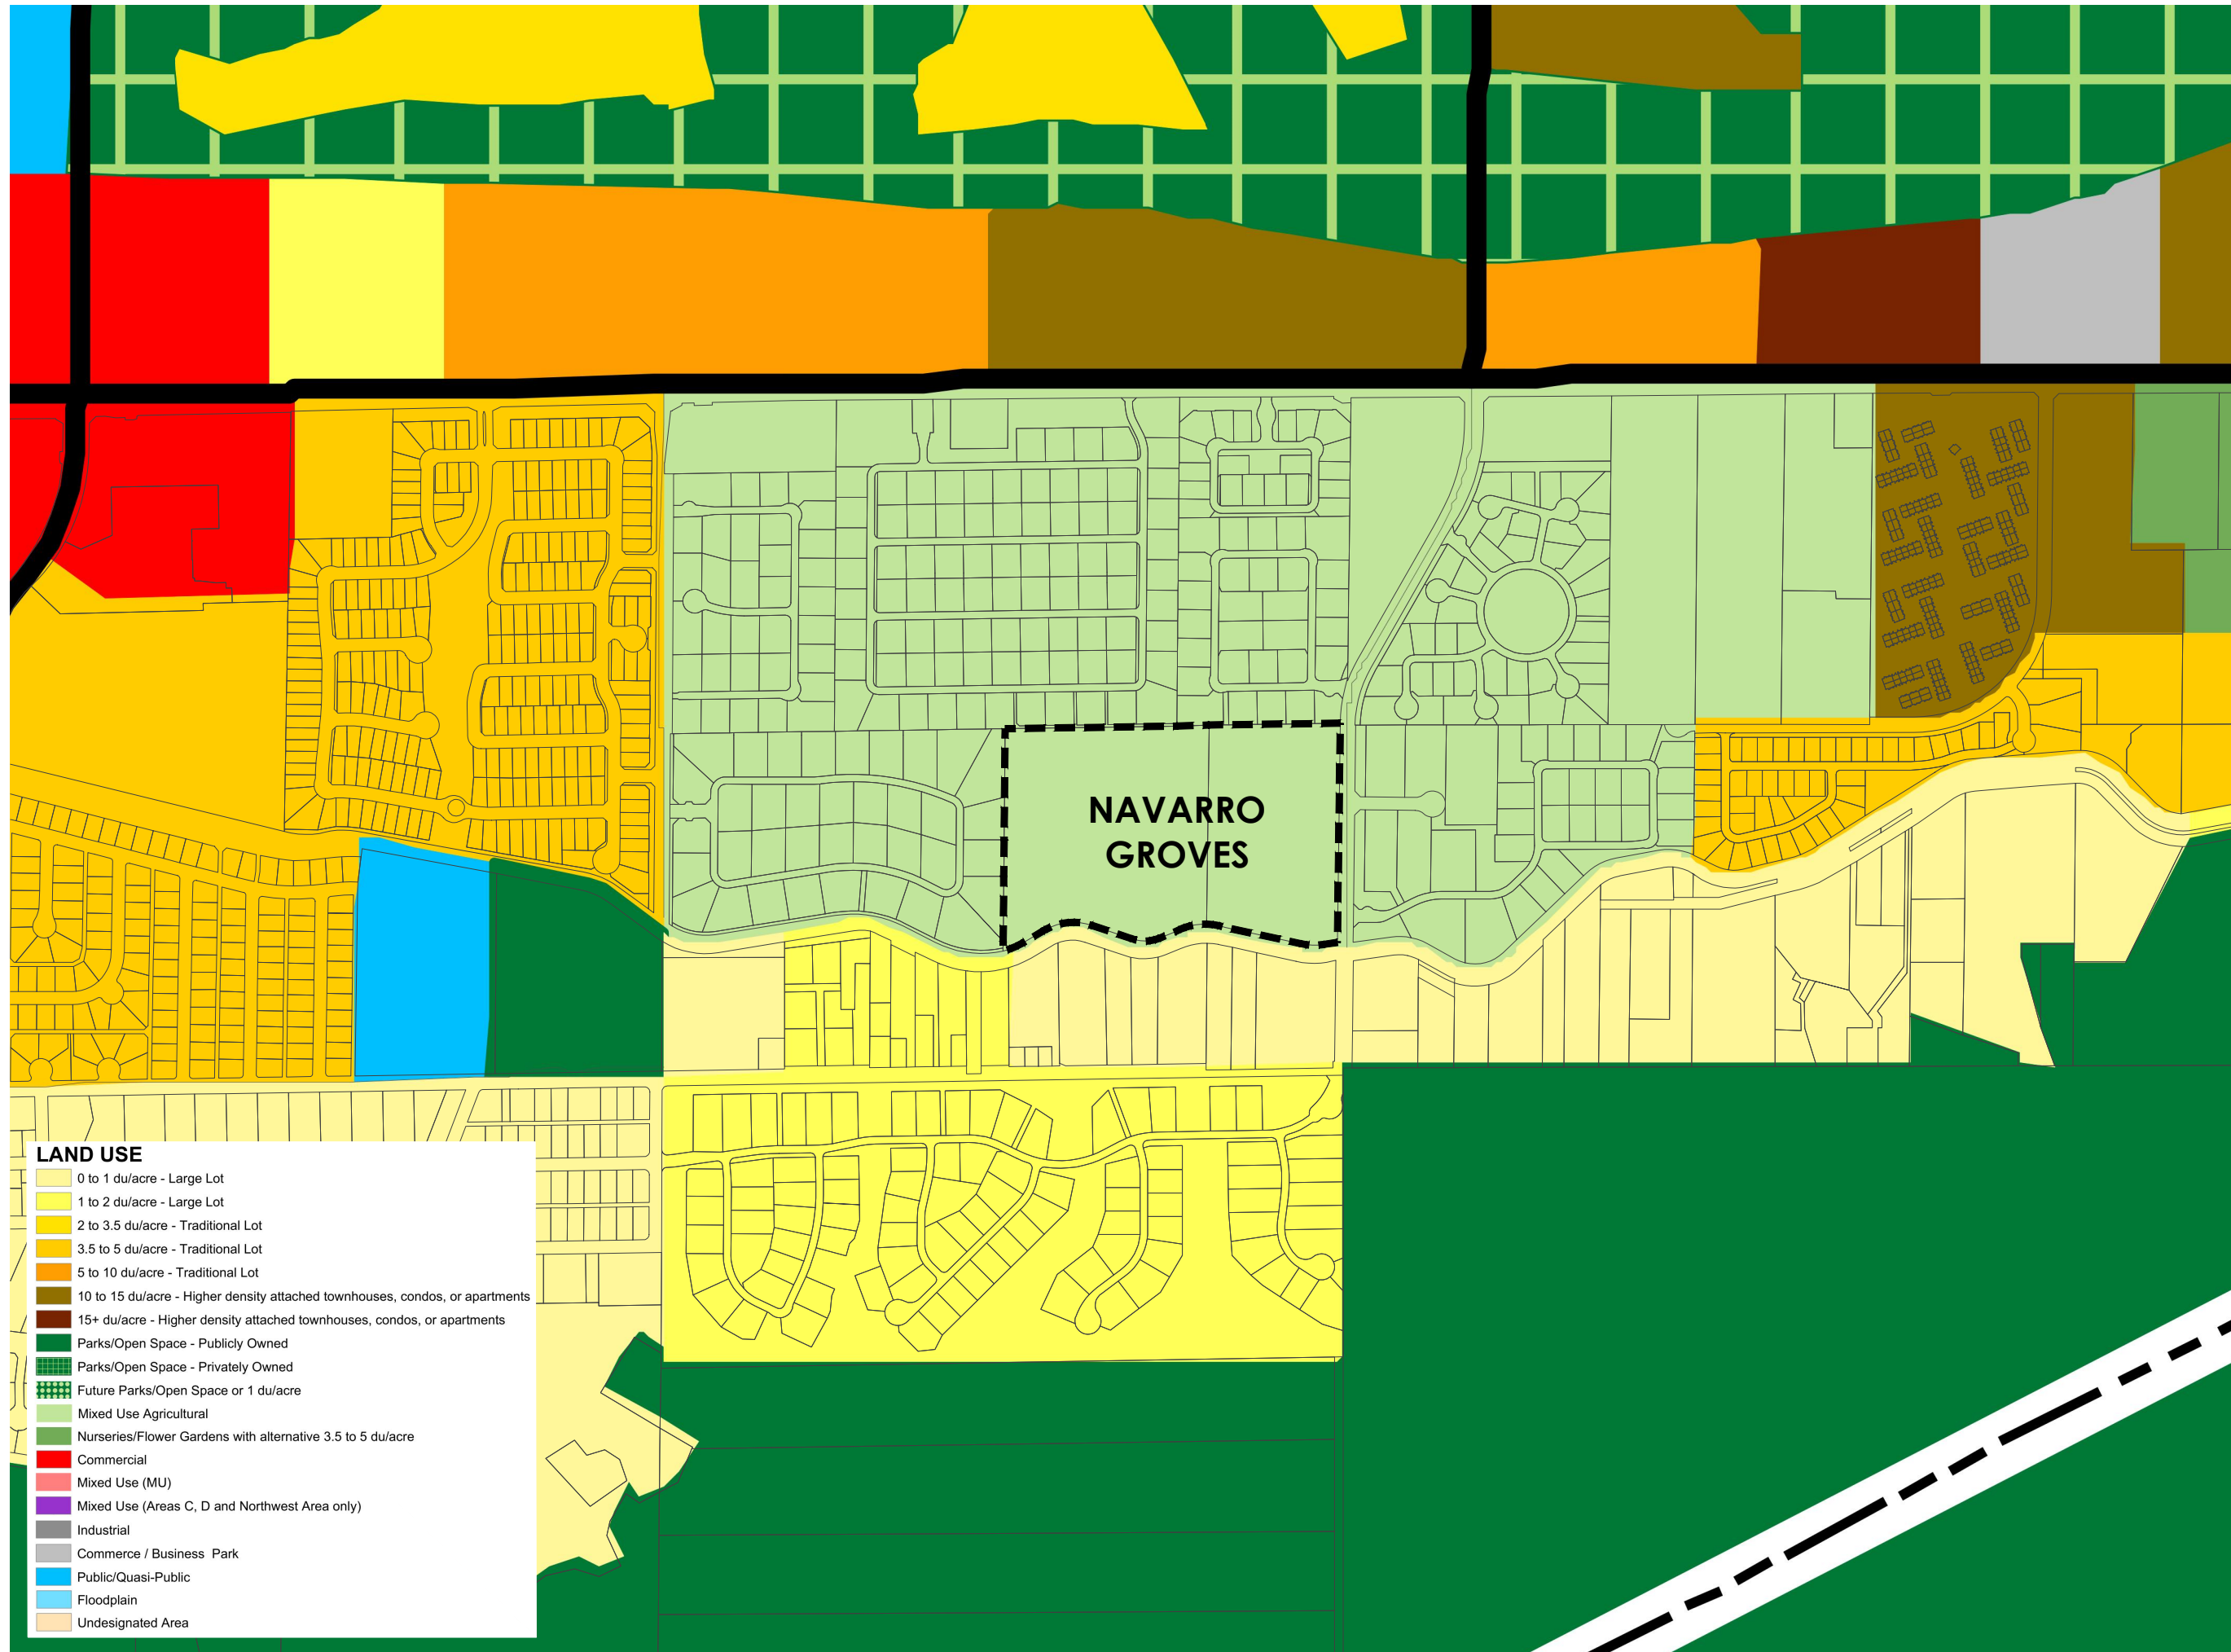 NAVARRO
GROVES
LAND USE
0 to 1 du/acre - Large Lot
1 to 2 du/acre - Large Lot
2 to 3.5 du/acre - Traditional Lot
3.5 to 5 du/acre - Traditional Lot
5 to 10 du/acre - Traditional Lot
10 to 15 du/acre - Higher density attached townhouses, condos, or apartments
15+ du/acre - Higher density attached townhouses, condos, or apartments
Parks/Open Space - Publicly Owned
Parks/Open Space - Privately Owned
Future Parks/Open Space or 1 du/acre
Mixed Use Agricultural
Nurseries/Flower Gardens with alternative 3.5 to 5 du/acre
Commercial
Mixed Use (MU)
Mixed Use (Areas C, D and Northwest Area only)
Industrial
Commerce / Business  Park
Public/Quasi-Public
Floodplain
Undesignated Area